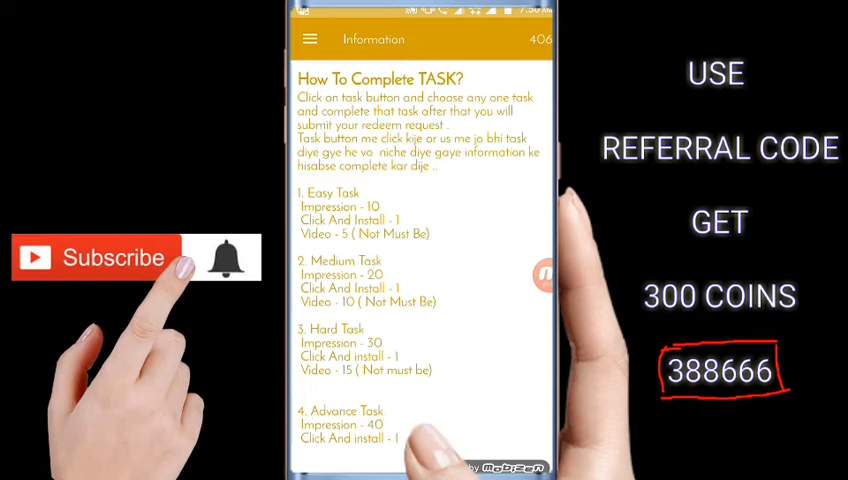 7:50
Information
406
How To Complete TASK?
Click on task button and choose any one task
and complete that task after that you will
submit your redeem request .
Task button me click kije or us me jo bhi task
diye gye he vo niche diye gaye information ke
hisabse complete kar dije ..
1. Easy Task
Impression - 10
Click And Install - 1
Video - 5 ( Not Must Be)
2. Medium Task
Impression - 20
Click And Install - 1
Video - 10 ( Not Must Be)
3. Hard Task
Impression - 30
Click And install - 1
Video - 15 ( Not must be)
4. Advance Task
Impression - 40
Click And install - 1
by mobizen
Subscribe
USE
REFERRAL CODE
GET
300 COINS
388666